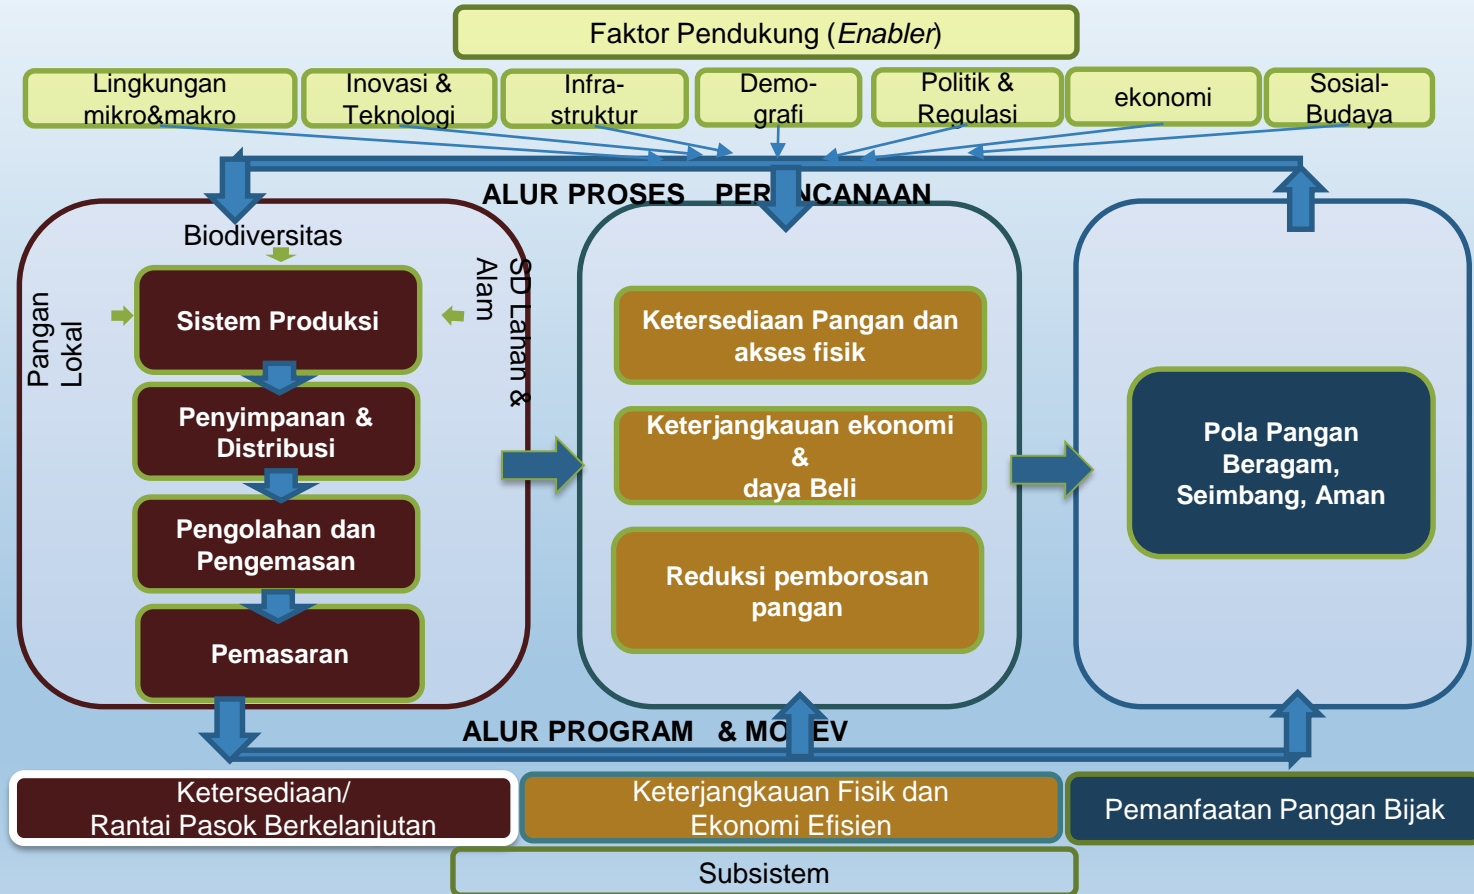 Faktor Pendukung (Enabler)
Lingkungan
mikro&makro
Inovasi &
Teknologi
Infra-
struktur
Demo-
grafi
Politik &
Regulasi
ekonomi
Sosial-
Budaya
ALUR PROSES PERENCANAAN
Biodiversitas
Pangan
Lokal
SD Lahan &
Alam
Sistem Produksi
Penyimpanan &
Distribusi
Pengolahan dan
Pengemasan
Pemasaran
Ketersediaan Pangan dan
akses fisik
Keterjangkauan ekonomi
&
daya Beli
Reduksi pemborosan
pangan
Pola Pangan
Beragam,
Seimbang, Aman
ALUR PROGRAM & MONEV
Ketersediaan/
Rantai Pasok Berkelanjutan
Keterjangkauan Fisik dan
Ekonomi Efisien
Pemanfaatan Pangan Bijak
Subsistem